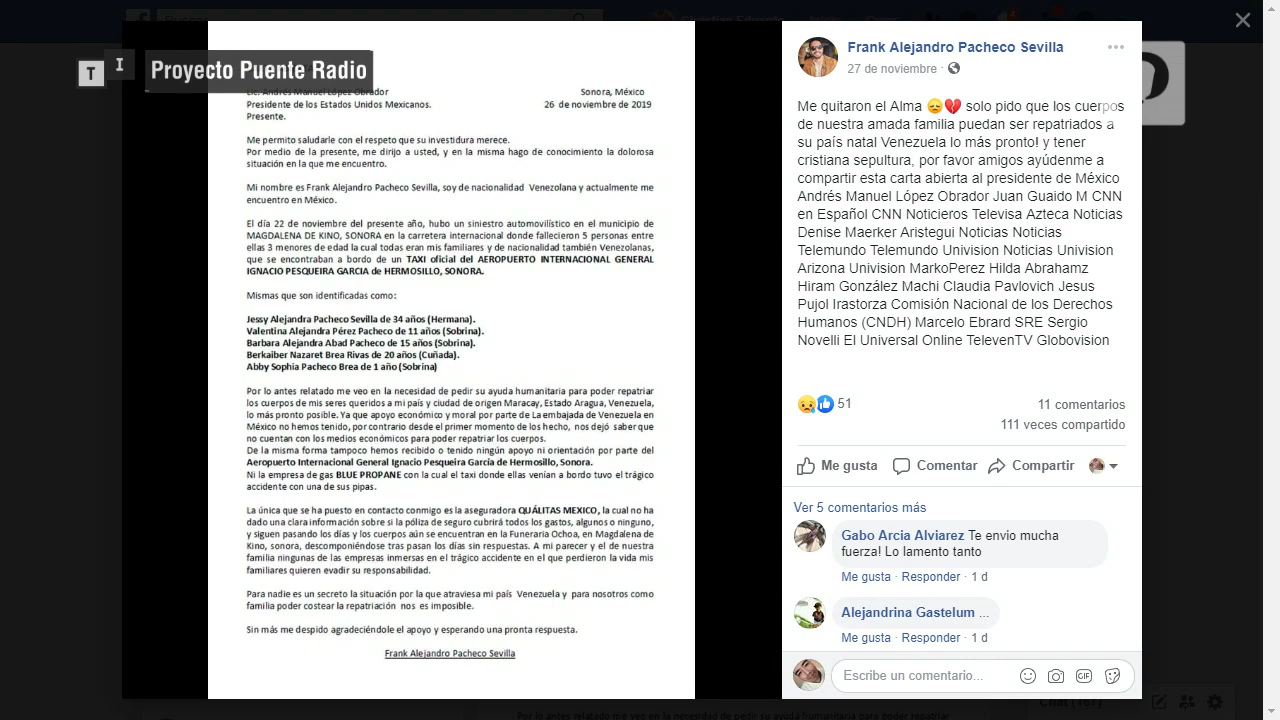 Proyecto Puente Radio
T
I
Lic. Andrés Manuel López Obrador
Sonora, México
Presidente de los Estados Unidos Mexicanos.
26 de noviembre de 2019
Presente.
Me permito saludarle con el respeto que su investidura merece.
Por medio de la presente, me dirijo a usted, y en la misma hago de conocimiento la dolorosa
situación en la que me encuentro.
Mi nombre es Frank Alejandro Pacheco Sevilla, soy de nacionalidad Venezolana y actualmente me
encuentro en México.
El día 22 de noviembre del presente año, hubo un siniestro automovilístico en el municipio de
MAGDALENA DE KINO, SONORA en la carretera internacional donde fallecieron 5 personas entre
ellas 3 menores de edad la cual todas eran mis familiares y de nacionalidad también Venezolanas,
que se encontraban a bordo de un TAXI oficial del AEROPUERTO INTERNACIONAL GENERAL
IGNACIO PESQUEIRA GARCIA de HERMOSILLO, SONORA.
Mismas que son identificadas como:
Jessy Alejandra Pacheco Sevilla de 34 años (Hermana).
Valentina Alejandra Pérez Pacheco de 11 años (Sobrina).
Barbara Alejandra Abad Pacheco de 15 años (Sobrina).
Berkaiber Nazaret Brea Rivas de 20 años (Cuñada).
Abby Sophia Pacheco Brea de 1 año (Sobrina)
Por lo antes relatado me veo en la necesidad de pedir su ayuda humanitaria para poder repatriar
los cuerpos de mis seres queridos a mi país y ciudad de origen Maracay, Estado Aragua, Venezuela,
lo más pronto posible. Ya que apoyo económico y moral por parte de La embajada de Venezuela en
México no hemos tenido, por contrario desde el primer momento de los hecho, nos dejó saber que
no cuentan con los medios económicos para poder repatriar los cuerpos.
De la misma forma tampoco hemos recibido o tenido ningún apoyo ni orientación por parte del
Aeropuerto Internacional General Ignacio Pesqueira García de Hermosillo, Sonora.
Ni la empresa de gas BLUE PROPANE con la cual el taxi donde ellas venían a bordo tuvo el trágico
accidente con una de sus pipas.
La única que se ha puesto en contacto conmigo es la aseguradora QUÁLITAS MEXICO, la cual no ha
dado una clara información sobre si la póliza de seguro cubrirá todos los gastos, algunos o ninguno,
y siguen pasando los días y los cuerpos aún se encuentran en la Funeraria Ochoa, en Magdalena de
Kino, sonora, descomponiéndose tras pasan los días sin respuestas. A mi parecer y el de nuestra
familia ningunas de las empresas inmersas en el trágico accidente en el que perdieron la vida mis
familiares quieren evadir su responsabilidad.
Para nadie es un secreto la situación por la que atraviesa mi país Venezuela y para nosotros como
familia poder costear la repatriación nos es imposible.
Sin más me despido agradeciéndole el apoyo y esperando una pronta respuesta.
Frank Alejandro Pacheco Sevilla
Frank Alejandro Pacheco Sevilla
27 de noviembre ·
Me quitaron el Alma 😞💔 solo pido que los cuerpos
de nuestra amada familia puedan ser repatriados a
su país natal Venezuela lo más pronto! y tener
cristiana sepultura, por favor amigos ayúdenme a
compartir esta carta abierta al presidente de México
Andrés Manuel López Obrador Juan Guaido M CNN
en Español CNN Noticieros Televisa Azteca Noticias
Denise Maerker Aristegui Noticias Noticias
Telemundo Telemundo Univision Noticias Univision
Arizona Univision MarkoPerez Hilda Abrahamz
Hiram González Machi Claudia Pavlovich Jesus
Pujol Irastorza Comisión Nacional de los Derechos
Humanos (CNDH) Marcelo Ebrard SRE Sergio
Novelli El Universal Online TelevenTV Globovision
51
11 comentarios
111 veces compartido
Me gusta
Comentar
Compartir
Ver 5 comentarios más
Gabo Arcia Alviarez Te envio mucha
fuerza! Lo lamento tanto
Me gusta · Responder · 1 d
Alejandrina Gastelum ...
Me gusta · Responder · 1 d
Escribe un comentario...
GIF
Chat (167)
Por lo antes relatado me veo en la necesidad de pedir su ayuda humanitaria para poder repatriar